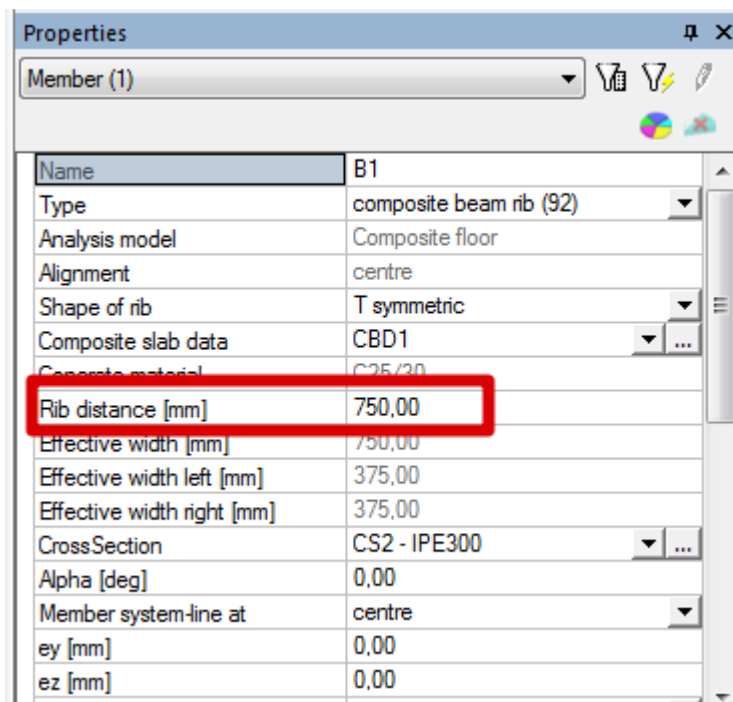 Properties
Member (1)
Name B1
Type composite beam rib (92)
Analysis model Composite floor
Alignment centre
Shape of rib T symmetric
Composite slab data CBD1 ...
Concrete material C25/30
Rib distance [mm] 750,00
Effective width [mm] 750,00
Effective width left [mm] 375,00
Effective width right [mm] 375,00
CrossSection CS2 - IPE300 ...
Alpha [deg] 0,00
Member system-line at centre
ey [mm] 0,00
ez [mm] 0,00